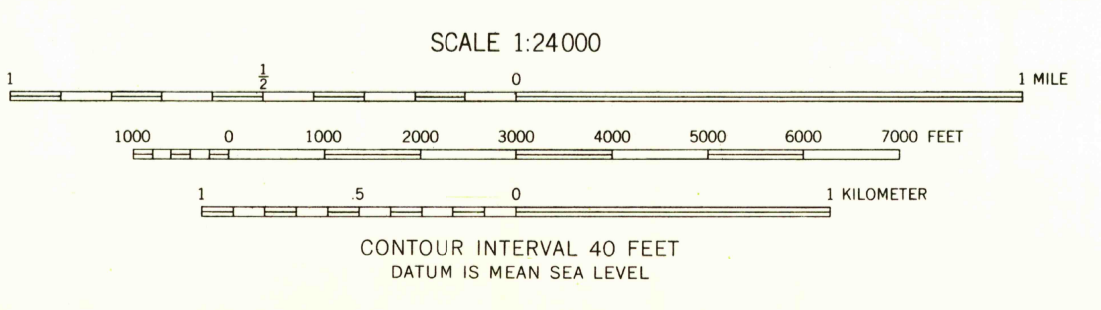 SCALE 1:24000
1 1/2 0 1 MILE
1000 0 1000 2000 3000 4000 5000 6000 7000 FEET
1 .5 0 1 KILOMETER
CONTOUR INTERVAL 40 FEET
DATUM IS MEAN SEA LEVEL